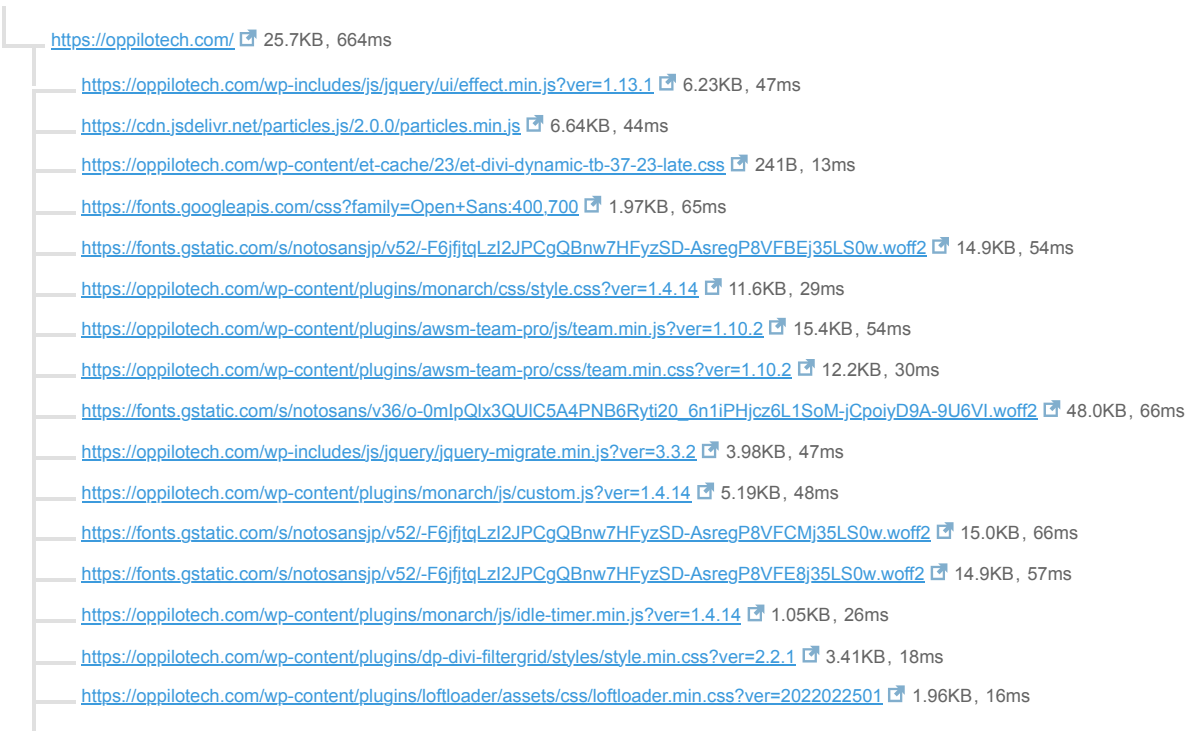 https://oppilotech.com/ 25.7KB, 664ms
https://oppilotech.com/wp-includes/js/jquery/ui/effect.min.js?ver=1.13.1 6.23KB, 47ms
https://cdn.jsdelivr.net/particles.js/2.0.0/particles.min.js 6.64KB, 44ms
https://oppilotech.com/wp-content/et-cache/23/et-divi-dynamic-tb-37-23-late.css 241B, 13ms
https://fonts.googleapis.com/css?family=Open+Sans:400,700 1.97KB, 65ms
https://fonts.gstatic.com/s/notosansjp/v52/-F6jfjtqLzI2JPCgQBnw7HFyzSD-AsregP8VFBEj35LS0w.woff2 14.9KB, 54ms
https://oppilotech.com/wp-content/plugins/monarch/css/style.css?ver=1.4.14 11.6KB, 29ms
https://oppilotech.com/wp-content/plugins/awsm-team-pro/js/team.min.js?ver=1.10.2 15.4KB, 54ms
https://oppilotech.com/wp-content/plugins/awsm-team-pro/css/team.min.css?ver=1.10.2 12.2KB, 30ms
https://fonts.gstatic.com/s/notosans/v36/o-0mIpQlx3QUlC5A4PNB6Ryti20_6n1iPHjcz6L1SoM-jCpoiyD9A-9U6VI.woff2 48.0KB, 66ms
https://oppilotech.com/wp-includes/js/jquery/jquery-migrate.min.js?ver=3.3.2 3.98KB, 47ms
https://oppilotech.com/wp-content/plugins/monarch/js/custom.js?ver=1.4.14 5.19KB, 48ms
https://fonts.gstatic.com/s/notosansjp/v52/-F6jfjtqLzI2JPCgQBnw7HFyzSD-AsregP8VFCMj35LS0w.woff2 15.0KB, 66ms
https://fonts.gstatic.com/s/notosansjp/v52/-F6jfjtqLzI2JPCgQBnw7HFyzSD-AsregP8VFE8j35LS0w.woff2 14.9KB, 57ms
https://oppilotech.com/wp-content/plugins/monarch/js/idle-timer.min.js?ver=1.4.14 1.05KB, 26ms
https://oppilotech.com/wp-content/plugins/dp-divi-filtergrid/styles/style.min.css?ver=2.2.1 3.41KB, 18ms
https://oppilotech.com/wp-content/plugins/loftloader/assets/css/loftloader.min.css?ver=2022022501 1.96KB, 16ms